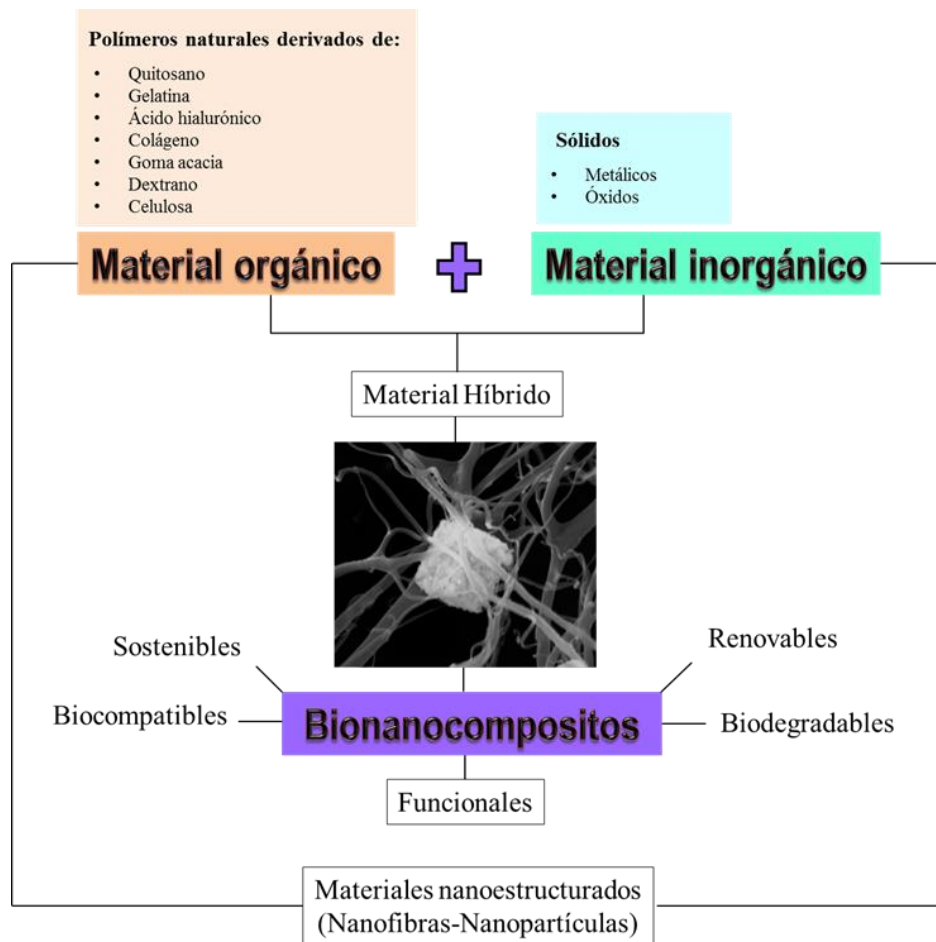 Polímeros naturales derivados de:
• Quitosano
• Gelatina
• Ácido hialurónico
• Colágeno
• Goma acacia
• Dextrano
• Celulosa
Sólidos
• Metálicos
• Óxidos
Material orgánico
Material inorgánico
Material Híbrido
Sostenibles
Renovables
Biocompatibles
Bionanocompositos
Biodegradables
Funcionales
Materiales nanoestructurados
(Nanofibras-Nanopartículas)